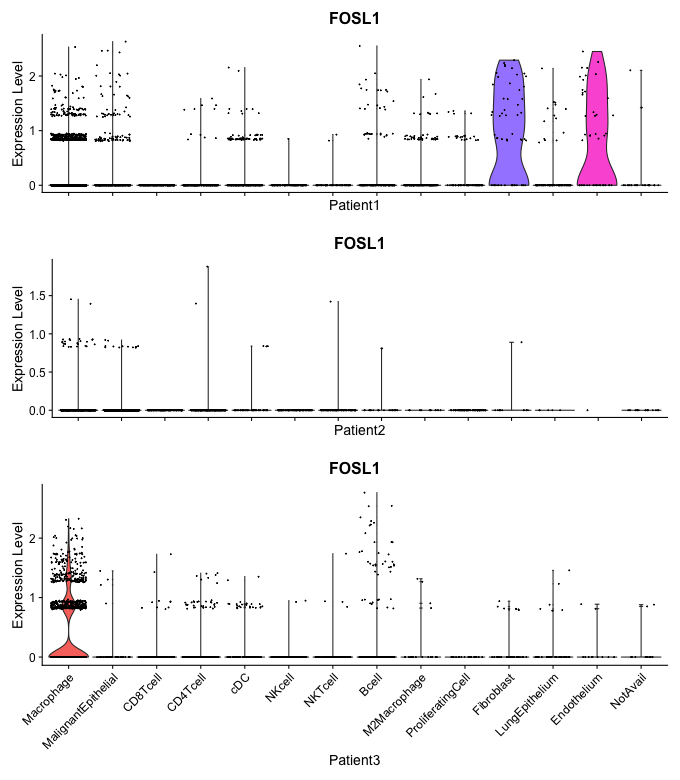 FOSL1
Expression Level
2
1
0
Patient1
FOSL1
Expression Level
1.5
1.0
0.5
0.0
Patient2
FOSL1
Expression Level
2
1
0
Macrophage
MalignantEpithelial
CD8Tcell
CD4Tcell
cDC
NKcell
NKTcell
Bcell
M2Macrophage
ProliferatingCell
Fibroblast
LungEpithelium
Endothelium
NotAvail
Patient3